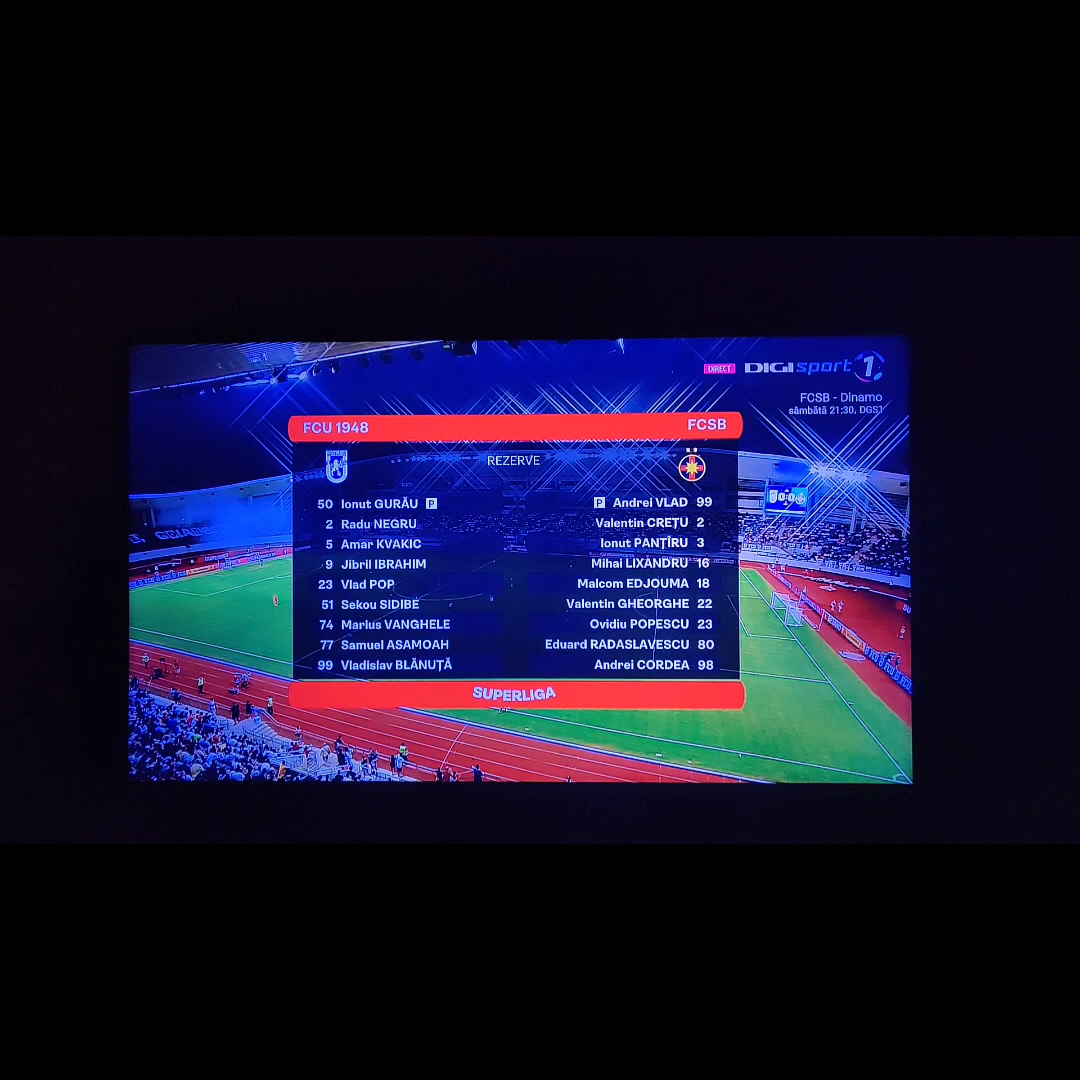 DIRECT DIGI sport 1
FCSB - Dinamo
sâmbătă 21:30, DGS1
FCU 1948 FCSB
REZERVE
50 Ionut GURĂU P
P Andrei VLAD 99
2 Radu NEGRU
Valentin CREȚU 2
5 Amar KVAKIC
Ionut PANȚÎRU 3
9 Jibril IBRAHIM
Mihai LIXANDRU 16
23 Vlad POP
Malcom EDJOUMA 18
51 Sekou SIDIBE
Valentin GHEORGHE 22
74 Marius VANGHELE
Ovidiu POPESCU 23
77 Samuel ASAMOAH
Eduard RADASLAVESCU 80
99 Vladislav BLĂNUȚĂ
Andrei CORDEA 98
SUPERLIGA
0-0